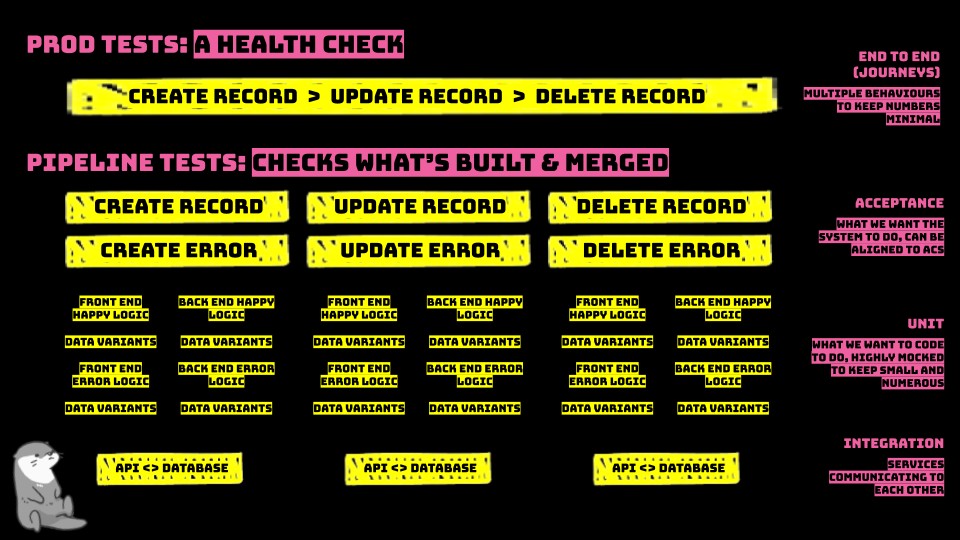 PROD TESTS: A HEALTH CHECK
CREATE RECORD > UPDATE RECORD > DELETE RECORD
END TO END
(JOURNEYS)
MULTIPLE BEHAVIOURS
TO KEEP NUMBERS
MINIMAL
PIPELINE TESTS: CHECKS WHAT'S BUILT & MERGED
CREATE RECORD UPDATE RECORD DELETE RECORD
CREATE ERROR UPDATE ERROR DELETE ERROR
ACCEPTANCE
WHAT WE WANT THE
SYSTEM TO DO, CAN BE
ALIGNED TO ACS
FRONT END
HAPPY LOGIC
BACK END HAPPY
LOGIC
FRONT END
HAPPY LOGIC
BACK END HAPPY
LOGIC
FRONT END
HAPPY LOGIC
BACK END HAPPY
LOGIC
DATA VARIANTS DATA VARIANTS DATA VARIANTS DATA VARIANTS DATA VARIANTS DATA VARIANTS
FRONT END
ERROR LOGIC
BACK END ERROR
LOGIC
FRONT END
ERROR LOGIC
BACK END ERROR
LOGIC
FRONT END
ERROR LOGIC
BACK END ERROR
LOGIC
DATA VARIANTS DATA VARIANTS DATA VARIANTS DATA VARIANTS DATA VARIANTS DATA VARIANTS
UNIT
WHAT WE WANT TO CODE
TO DO, HIGHLY MOCKED
TO KEEP SMALL AND
NUMEROUS
API <> DATABASE API <> DATABASE API <> DATABASE
INTEGRATION
SERVICES
COMMUNICATING TO
EACH OTHER